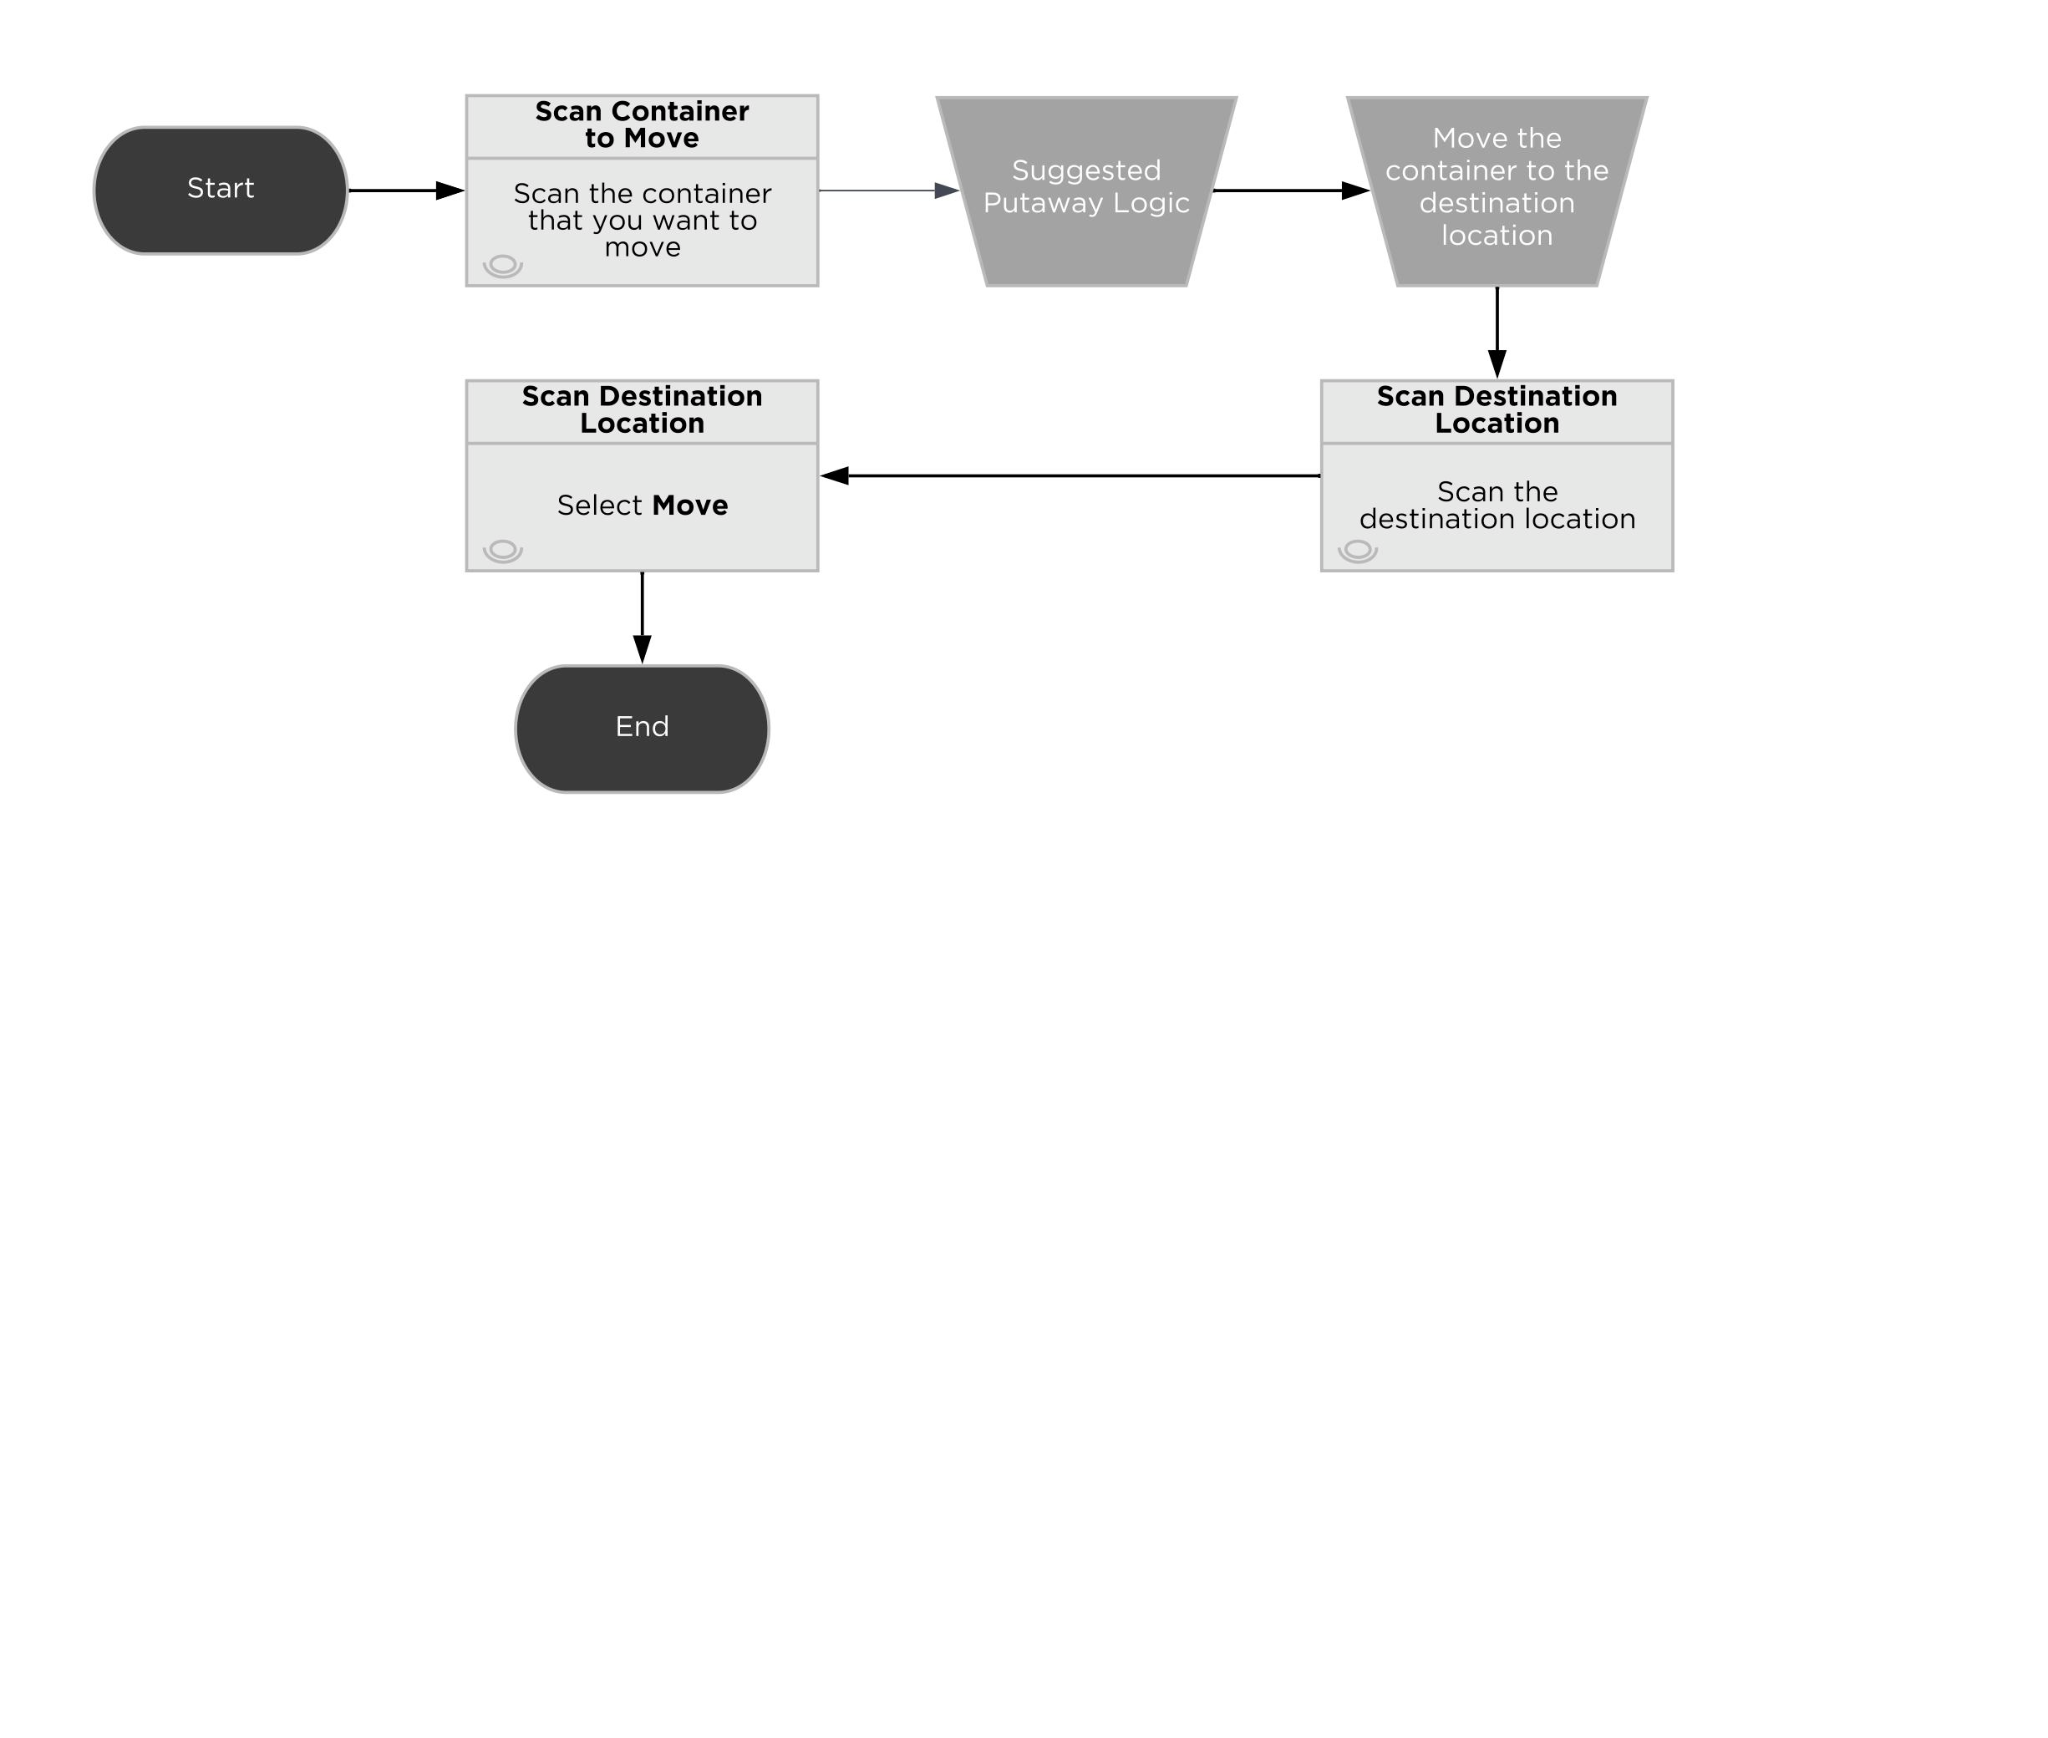 Start
Scan Container
to Move
Scan the container
that you want to
move
Suggested
Putaway Logic
Move the
container to the
destination
location
Scan Destination
Location
Scan the
destination location
Scan Destination
Location
Select Move
End